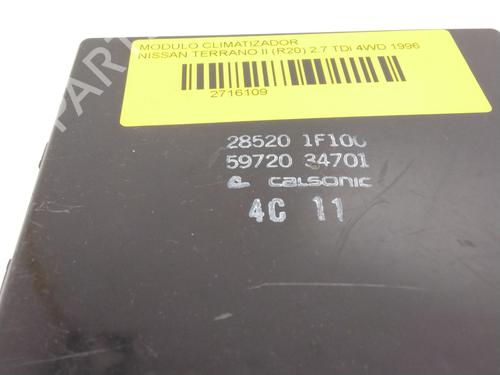 MODULO CLIMATIZADOR
NISSAN TERRANO II (R20) 2.7 TDi 4WD 1996
2716109
28520 1F100
59720 34701
CALSONIC
4C 11